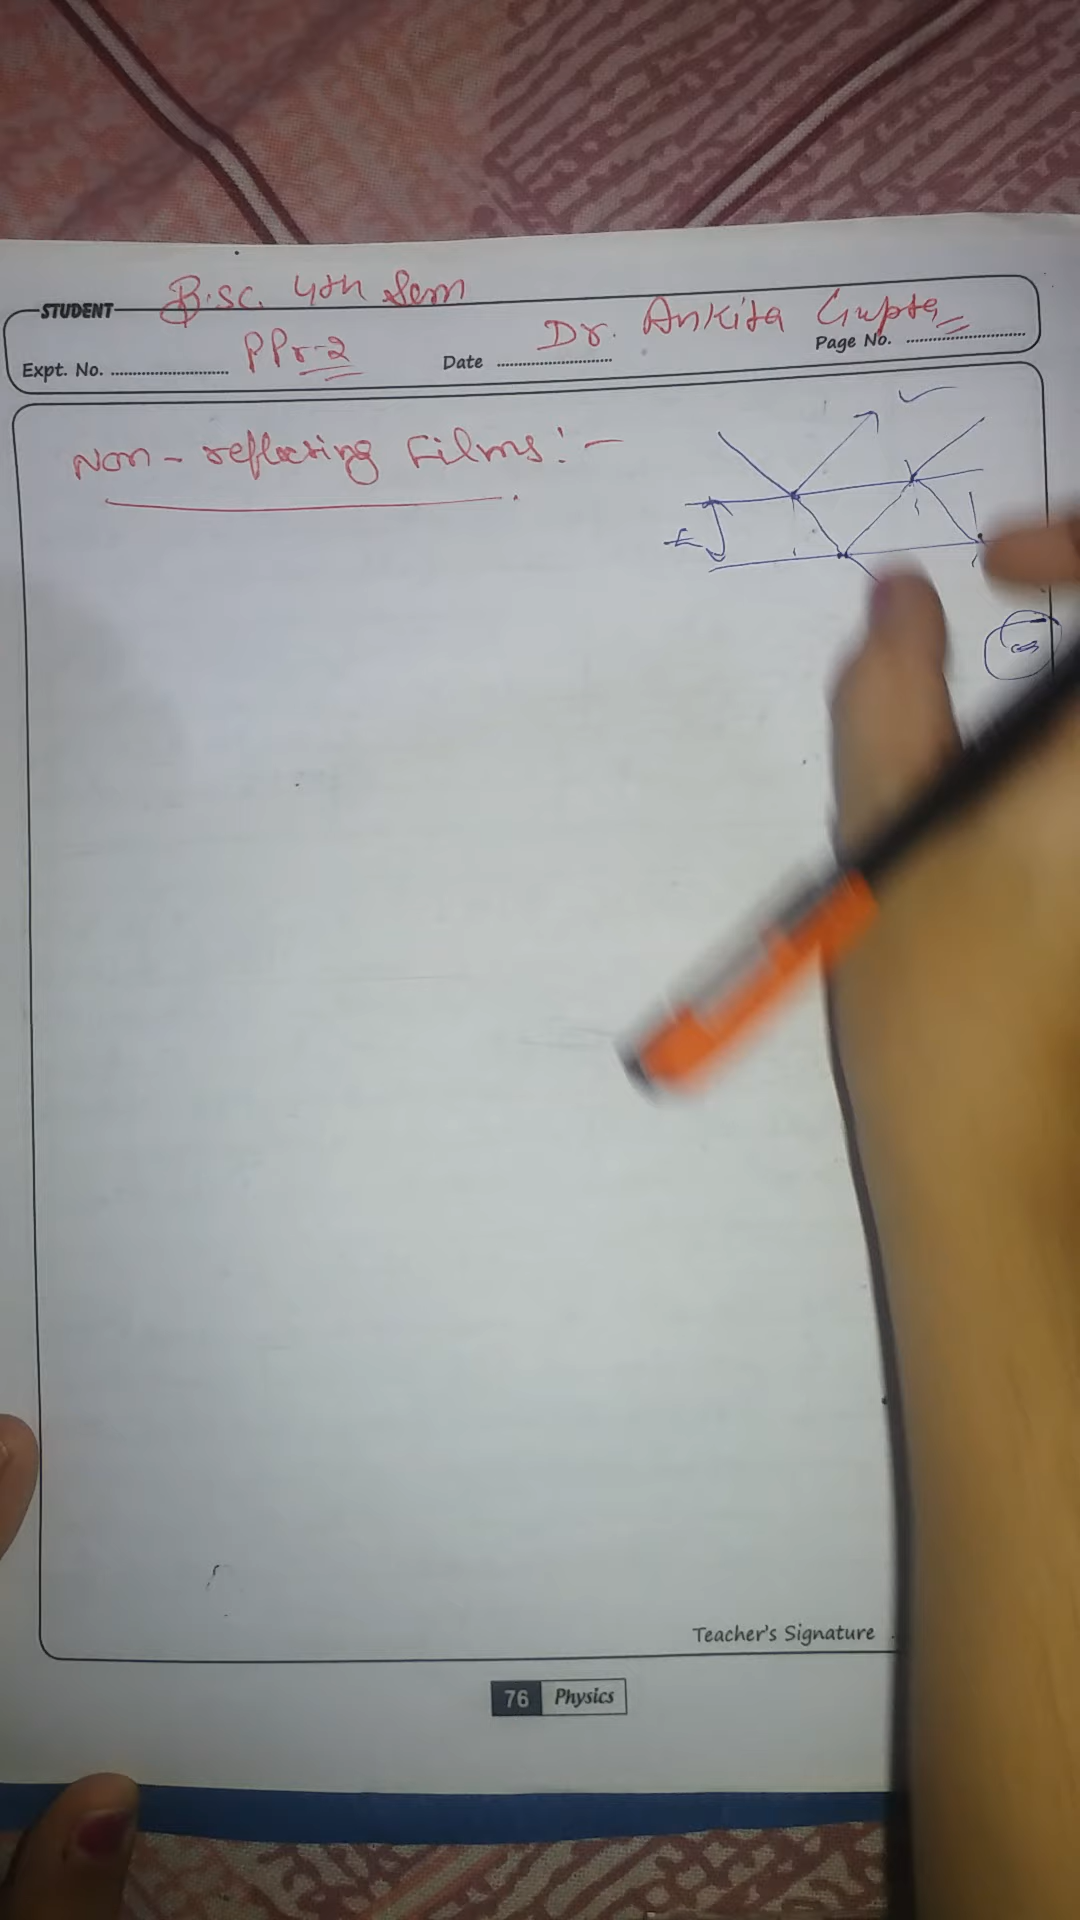 B.sc. 4th Sem
STUDENT
PPr-2
Dr. Ankita Gupta
Expt. No. ........................... Date .......................... Page No. ...........................
Non-reflecting Films:-
t
Teacher's Signature
76 Physics